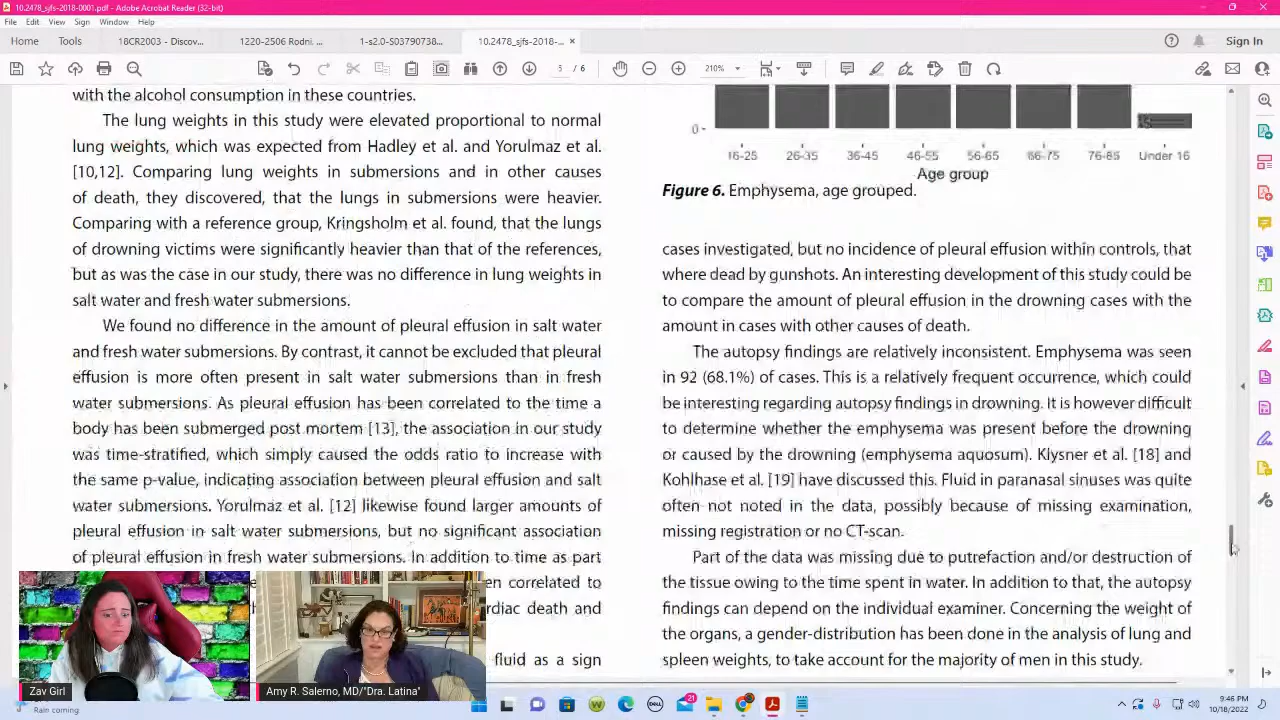 10.2478_sjfs-2018-0001.pdf - Adobe Acrobat Reader (32-bit)
File Edit View Sign Window Help
Home Tools 18CR2003 - Discov... 1220-2506 Rodni. ... 1-s2.0-S03790738... 10.2478_sjfs-2018-... × Sign In
5 / 6 210%
with the alcohol consumption in these countries.
The lung weights in this study were elevated proportional to normal
lung weights, which was expected from Hadley et al. and Yorulmaz et al.
[10,12]. Comparing lung weights in submersions and in other causes
of death, they discovered, that the lungs in submersions were heavier.
Comparing with a reference group, Kringsholm et al. found, that the lungs
of drowning victims were significantly heavier than that of the references,
but as was the case in our study, there was no difference in lung weights in
salt water and fresh water submersions.
We found no difference in the amount of pleural effusion in salt water
and fresh water submersions. By contrast, it cannot be excluded that pleural
effusion is more often present in salt water submersions than in fresh
water submersions. As pleural effusion has been correlated to the time a
body has been submerged post mortem [13], the association in our study
was time-stratified, which simply caused the odds ratio to increase with
the same p-value, indicating association between pleural effusion and salt
water submersions. Yorulmaz et al. [12] likewise found larger amounts of
pleural effusion in salt water submersions, but no significant association
of pleural effusion in fresh water submersions. In addition to time as part
en correlated to
rdiac death and
fluid as a sign
0
16-25 26-35 36-45 46-55 56-65 66-75 76-85 Under 16
Age group
Figure 6. Emphysema, age grouped.
cases investigated, but no incidence of pleural effusion within controls, that
where dead by gunshots. An interesting development of this study could be
to compare the amount of pleural effusion in the drowning cases with the
amount in cases with other causes of death.
The autopsy findings are relatively inconsistent. Emphysema was seen
in 92 (68.1%) of cases. This is a relatively frequent occurrence, which could
be interesting regarding autopsy findings in drowning. It is however difficult
to determine whether the emphysema was present before the drowning
or caused by the drowning (emphysema aquosum). Klysner et al. [18] and
Kohlhase et al. [19] have discussed this. Fluid in paranasal sinuses was quite
often not noted in the data, possibly because of missing examination,
missing registration or no CT-scan.
Part of the data was missing due to putrefaction and/or destruction of
the tissue owing to the time spent in water. In addition to that, the autopsy
findings can depend on the individual examiner. Concerning the weight of
the organs, a gender-distribution has been done in the analysis of lung and
spleen weights, to take account for the majority of men in this study.
Zav Girl
Amy R. Salerno, MD/"Dra. Latina"
Rain coming
DELL
21
9:46 PM
10/18/2022